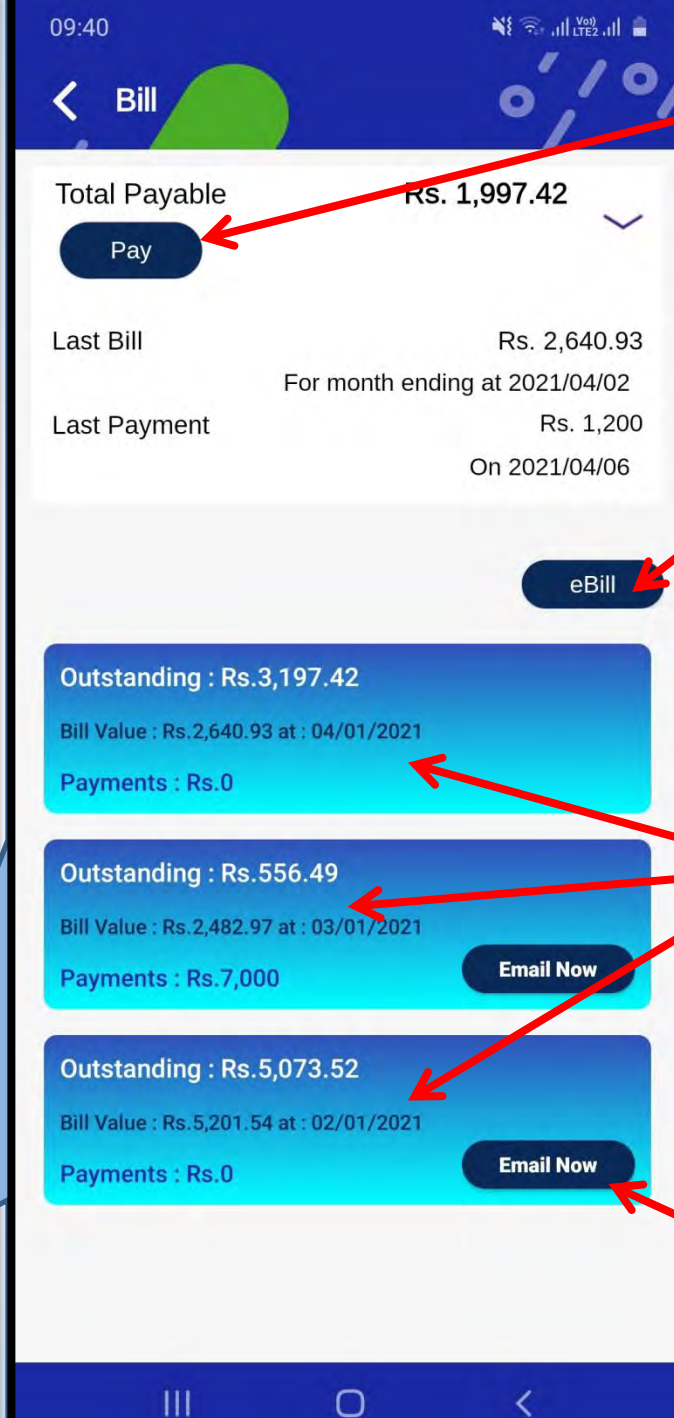 09:40
Vo))
LTE2
Bill
Total Payable Rs. 1,997.42
Pay
Last Bill Rs. 2,640.93
For month ending at 2021/04/02
Last Payment Rs. 1,200
On 2021/04/06
eBill
Outstanding : Rs.3,197.42
Bill Value : Rs.2,640.93 at : 04/01/2021
Payments : Rs.0
Outstanding : Rs.556.49
Bill Value : Rs.2,482.97 at : 03/01/2021
Payments : Rs.7,000
Email Now
Outstanding : Rs.5,073.52
Bill Value : Rs.5,201.54 at : 02/01/2021
Payments : Rs.0
Email Now